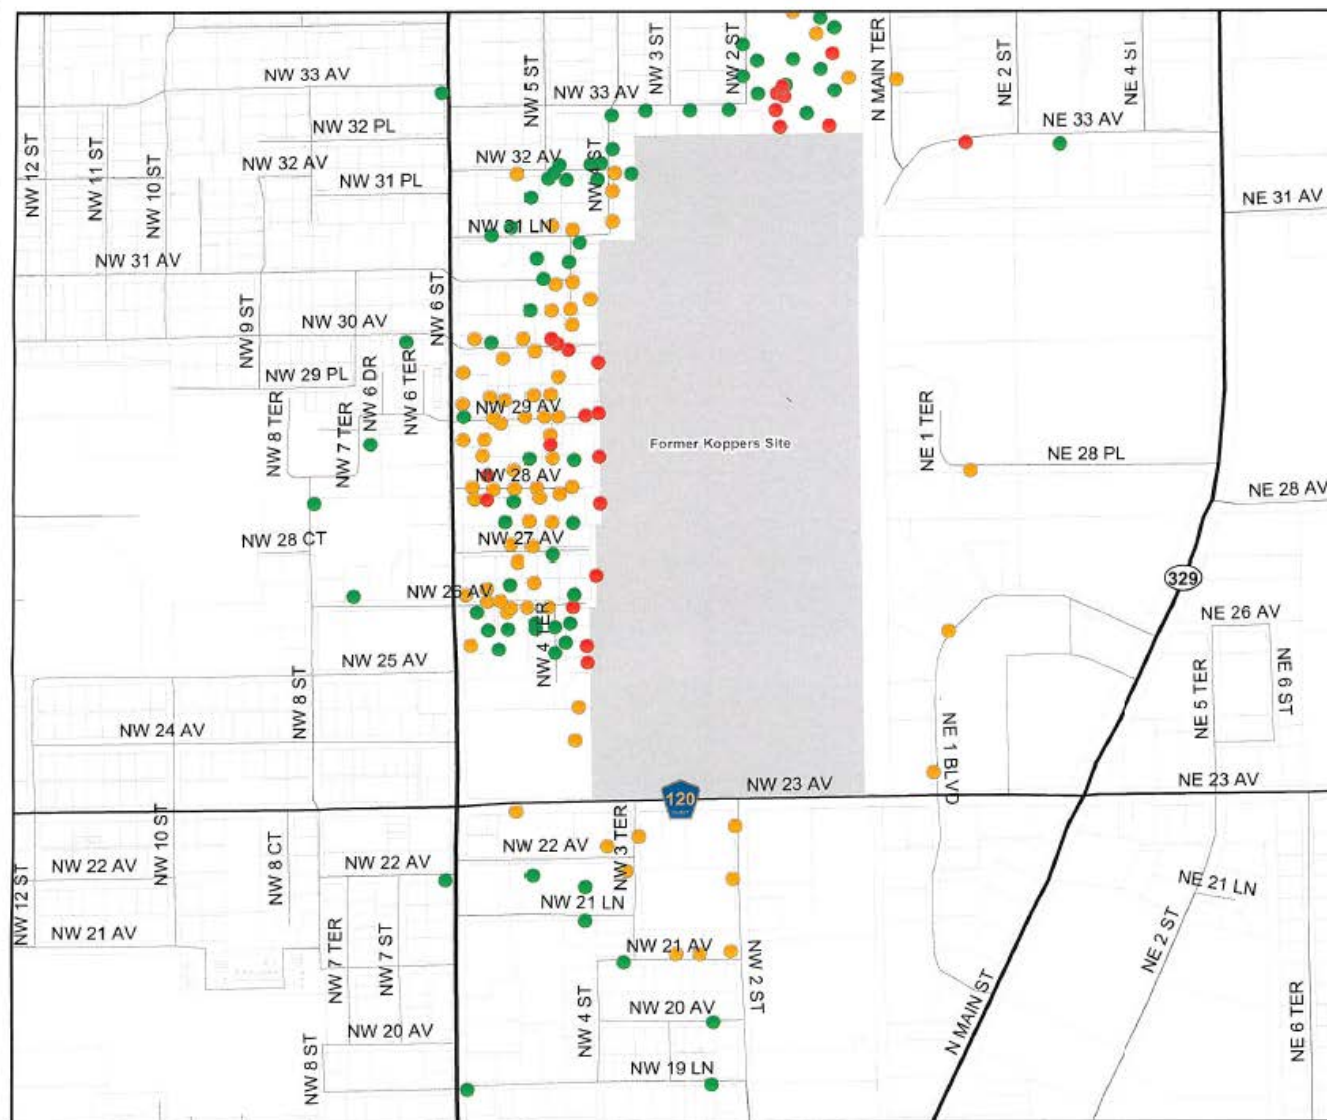 NW 33 AV
NW 5 ST
NW 3 ST
NW 2 ST
N MAIN TER
NE 2 ST
NE 4 ST
NW 33 AV
NE 33 AV
NW 32 PL
NW 12 ST
NW 11 ST
NW 10 ST
NW 32 AV
NW 32 AV
NW 4 ST
NW 31 PL
NE 31 AV
NW 31 LN
NW 31 AV
NW 6 ST
NW 9 ST
NW 30 AV
NW 29 PL
NW 6 DR
NW 6 TER
NW 8 TER
NW 7 TER
NW 29 AV
Former Koppers Site
NE 1 TER
NE 28 PL
NW 28 AV
NE 28 AV
NW 28 CT
NW 27 AV
329
NW 26 AV
NE 26 AV
NW 4 TER
NW 25 AV
NW 8 ST
NE 5 TER
NE 6 ST
NW 24 AV
NE 1 BLVD
NW 23 AV
NE 23 AV
120
NW 12 ST
NW 22 AV
NW 10 ST
NW 8 CT
NW 22 AV
NW 22 AV
NW 3 TER
NE 21 LN
NW 21 LN
NW 21 AV
NW 7 TER
NW 7 ST
NW 21 AV
NW 2 ST
NE 2 ST
NW 4 ST
NW 20 AV
NW 20 AV
N MAIN ST
NE 6 TER
NW 8 ST
NW 19 LN